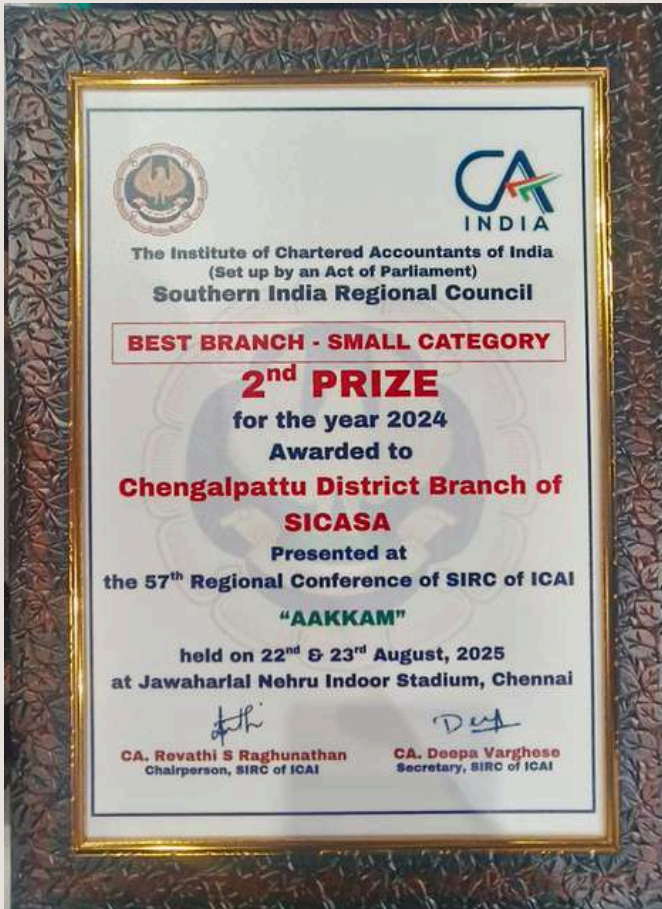 CA
INDIA
The Institute of Chartered Accountants of India
(Set up by an Act of Parliament)
Southern India Regional Council
BEST BRANCH - SMALL CATEGORY
2nd PRIZE
for the year 2024
Awarded to
Chengalpattu District Branch of
SICASA
Presented at
the 57th Regional Conference of SIRC of ICAI
“AAKKAM”
held on 22nd & 23rd August, 2025
at Jawaharlal Nehru Indoor Stadium, Chennai
CA. Revathi S Raghunathan
Chairperson, SIRC of ICAI
CA. Deepa Varghese
Secretary, SIRC of ICAI